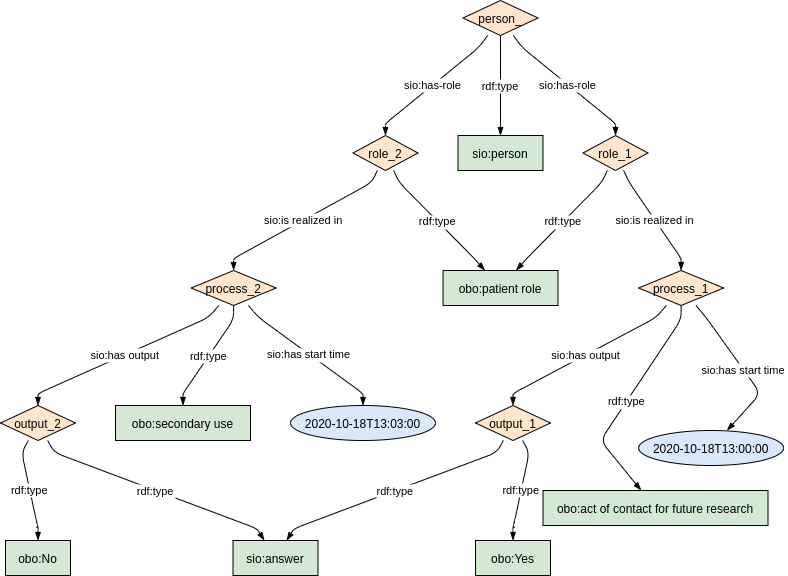 person_
sio:has-role
rdf:type
sio:has-role
role_2
sio:person
role_1
sio:is realized in
rdf:type
rdf:type
sio:is realized in
process_2
obo:patient role
process_1
sio:has output
rdf:type
sio:has start time
sio:has output
rdf:type
sio:has start time
output_2
obo:secondary use
2020-10-18T13:03:00
output_1
2020-10-18T13:00:00
rdf:type
rdf:type
rdf:type
rdf:type
obo:act of contact for future research
obo:No
sio:answer
obo:Yes